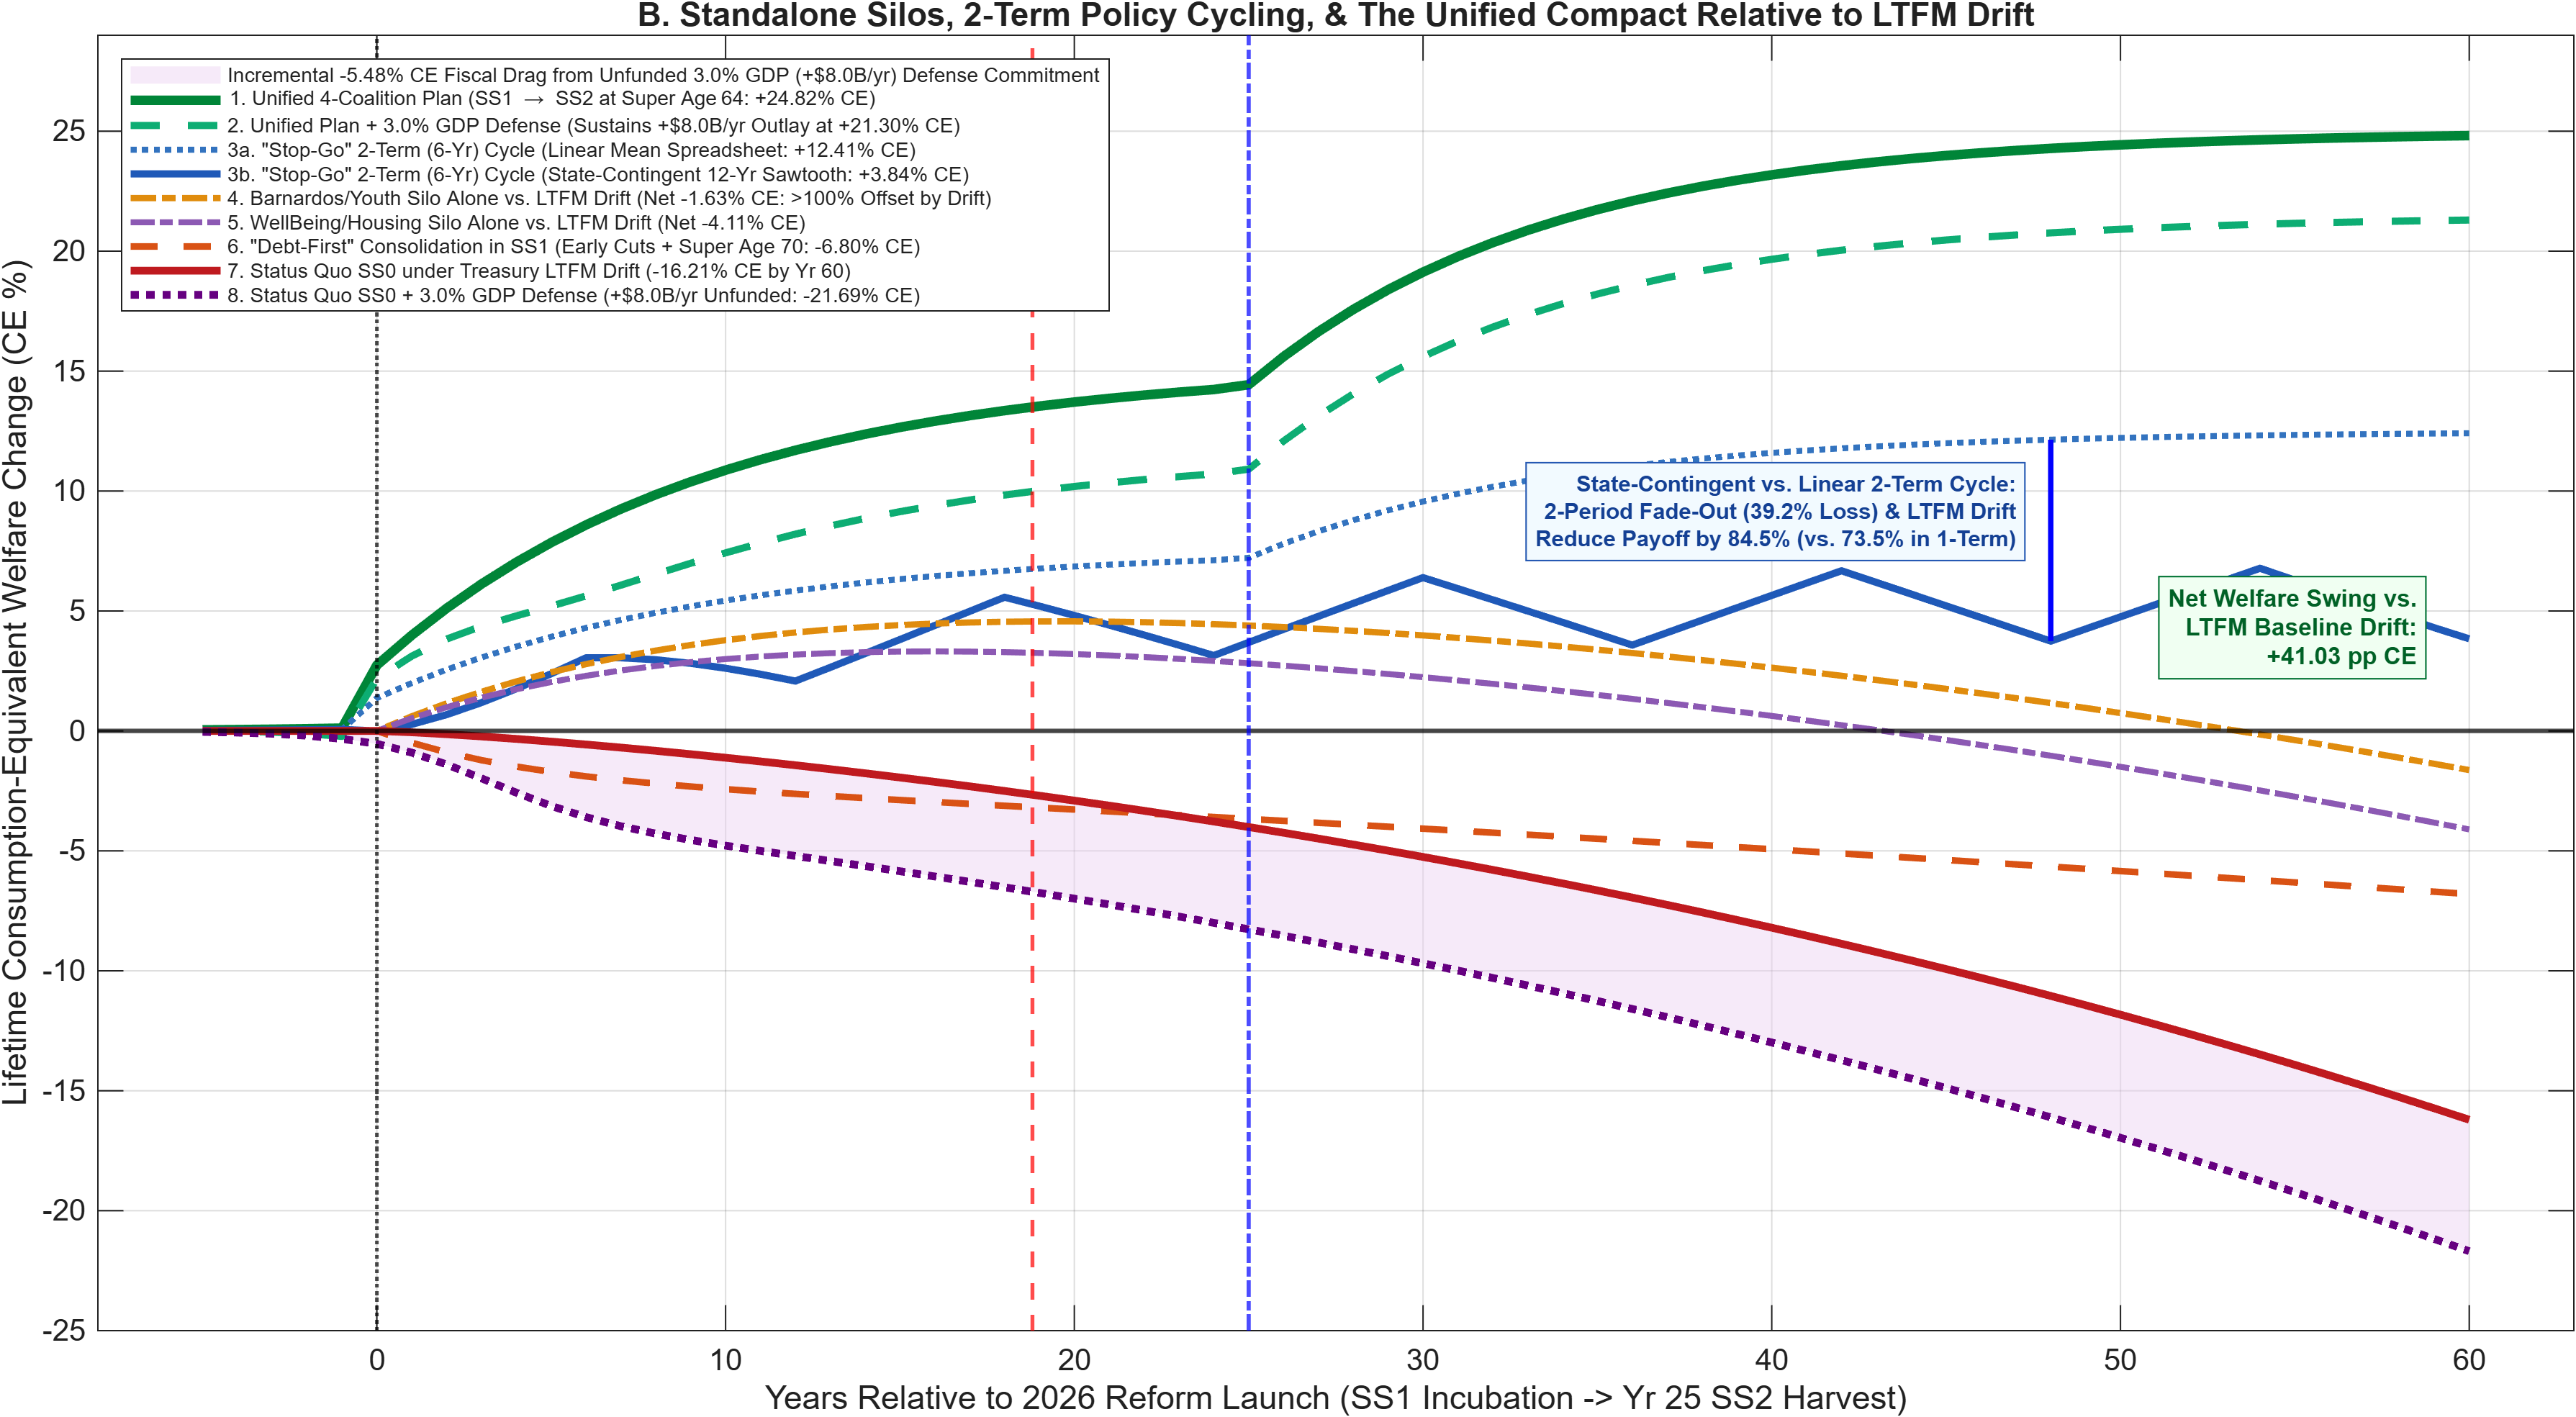 B. Standalone Silos, 2-Term Policy Cycling, & The Unified Compact Relative to LTFM Drift
Incremental -5.48% CE Fiscal Drag from Unfunded 3.0% GDP (+$8.0B/yr) Defense Commitment
1. Unified 4-Coalition Plan (SS1 → SS2 at Super Age 64: +24.82% CE)
2. Unified Plan + 3.0% GDP Defense (Sustains +$8.0B/yr Outlay at +21.30% CE)
3a. "Stop-Go" 2-Term (6-Yr) Cycle (Linear Mean Spreadsheet: +12.41% CE)
3b. "Stop-Go" 2-Term (6-Yr) Cycle (State-Contingent 12-Yr Sawtooth: +3.84% CE)
4. Barnardos/Youth Silo Alone vs. LTFM Drift (Net -1.63% CE: >100% Offset by Drift)
5. WellBeing/Housing Silo Alone vs. LTFM Drift (Net -4.11% CE)
6. "Debt-First" Consolidation in SS1 (Early Cuts + Super Age 70: -6.80% CE)
7. Status Quo SS0 under Treasury LTFM Drift (-16.21% CE by Yr 60)
8. Status Quo SS0 + 3.0% GDP Defense (+$8.0B/yr Unfunded: -21.69% CE)
Lifetime Consumption-Equivalent Welfare Change (CE %)
25
20
15
10
5
0
-5
-10
-15
-20
-25
State-Contingent vs. Linear 2-Term Cycle:
2-Period Fade-Out (39.2% Loss) & LTFM Drift
Reduce Payoff by 84.5% (vs. 73.5% in 1-Term)
Net Welfare Swing vs.
LTFM Baseline Drift:
+41.03 pp CE
0
10
20
30
40
50
60
Years Relative to 2026 Reform Launch (SS1 Incubation -> Yr 25 SS2 Harvest)